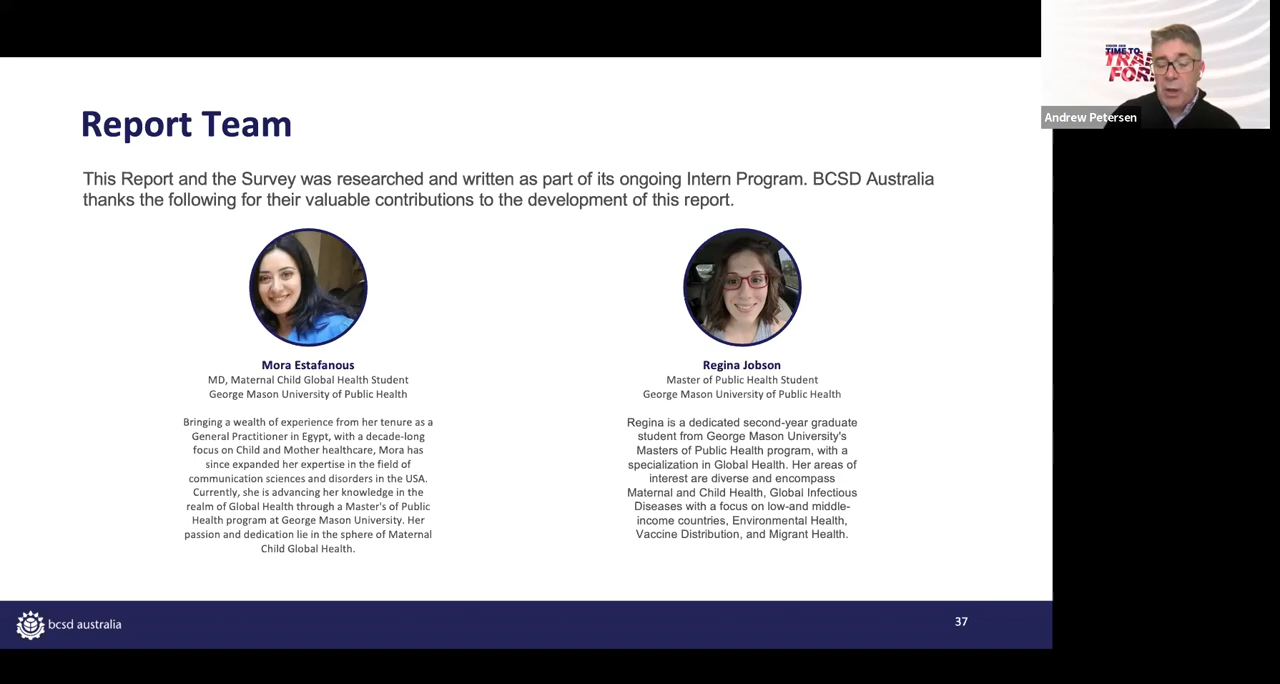 Report Team
This Report and the Survey was researched and written as part of its ongoing Intern Program. BCSD Australia
thanks the following for their valuable contributions to the development of this report.
Mora Estafanous
MD, Maternal Child Global Health Student
George Mason University of Public Health
Bringing a wealth of experience from her tenure as a
General Practitioner in Egypt, with a decade-long
focus on Child and Mother healthcare, Mora has
since expanded her expertise in the field of
communication sciences and disorders in the USA.
Currently, she is advancing her knowledge in the
realm of Global Health through a Master's of Public
Health program at George Mason University. Her
passion and dedication lie in the sphere of Maternal
Child Global Health.
Regina Jobson
Master of Public Health Student
George Mason University of Public Health
Regina is a dedicated second-year graduate
student from George Mason University's
Masters of Public Health program, with a
specialization in Global Health. Her areas of
interest are diverse and encompass
Maternal and Child Health, Global Infectious
Diseases with a focus on low-and middle-
income countries, Environmental Health,
Vaccine Distribution, and Migrant Health.
bcsd australia
37
TIME TO
Andrew Petersen